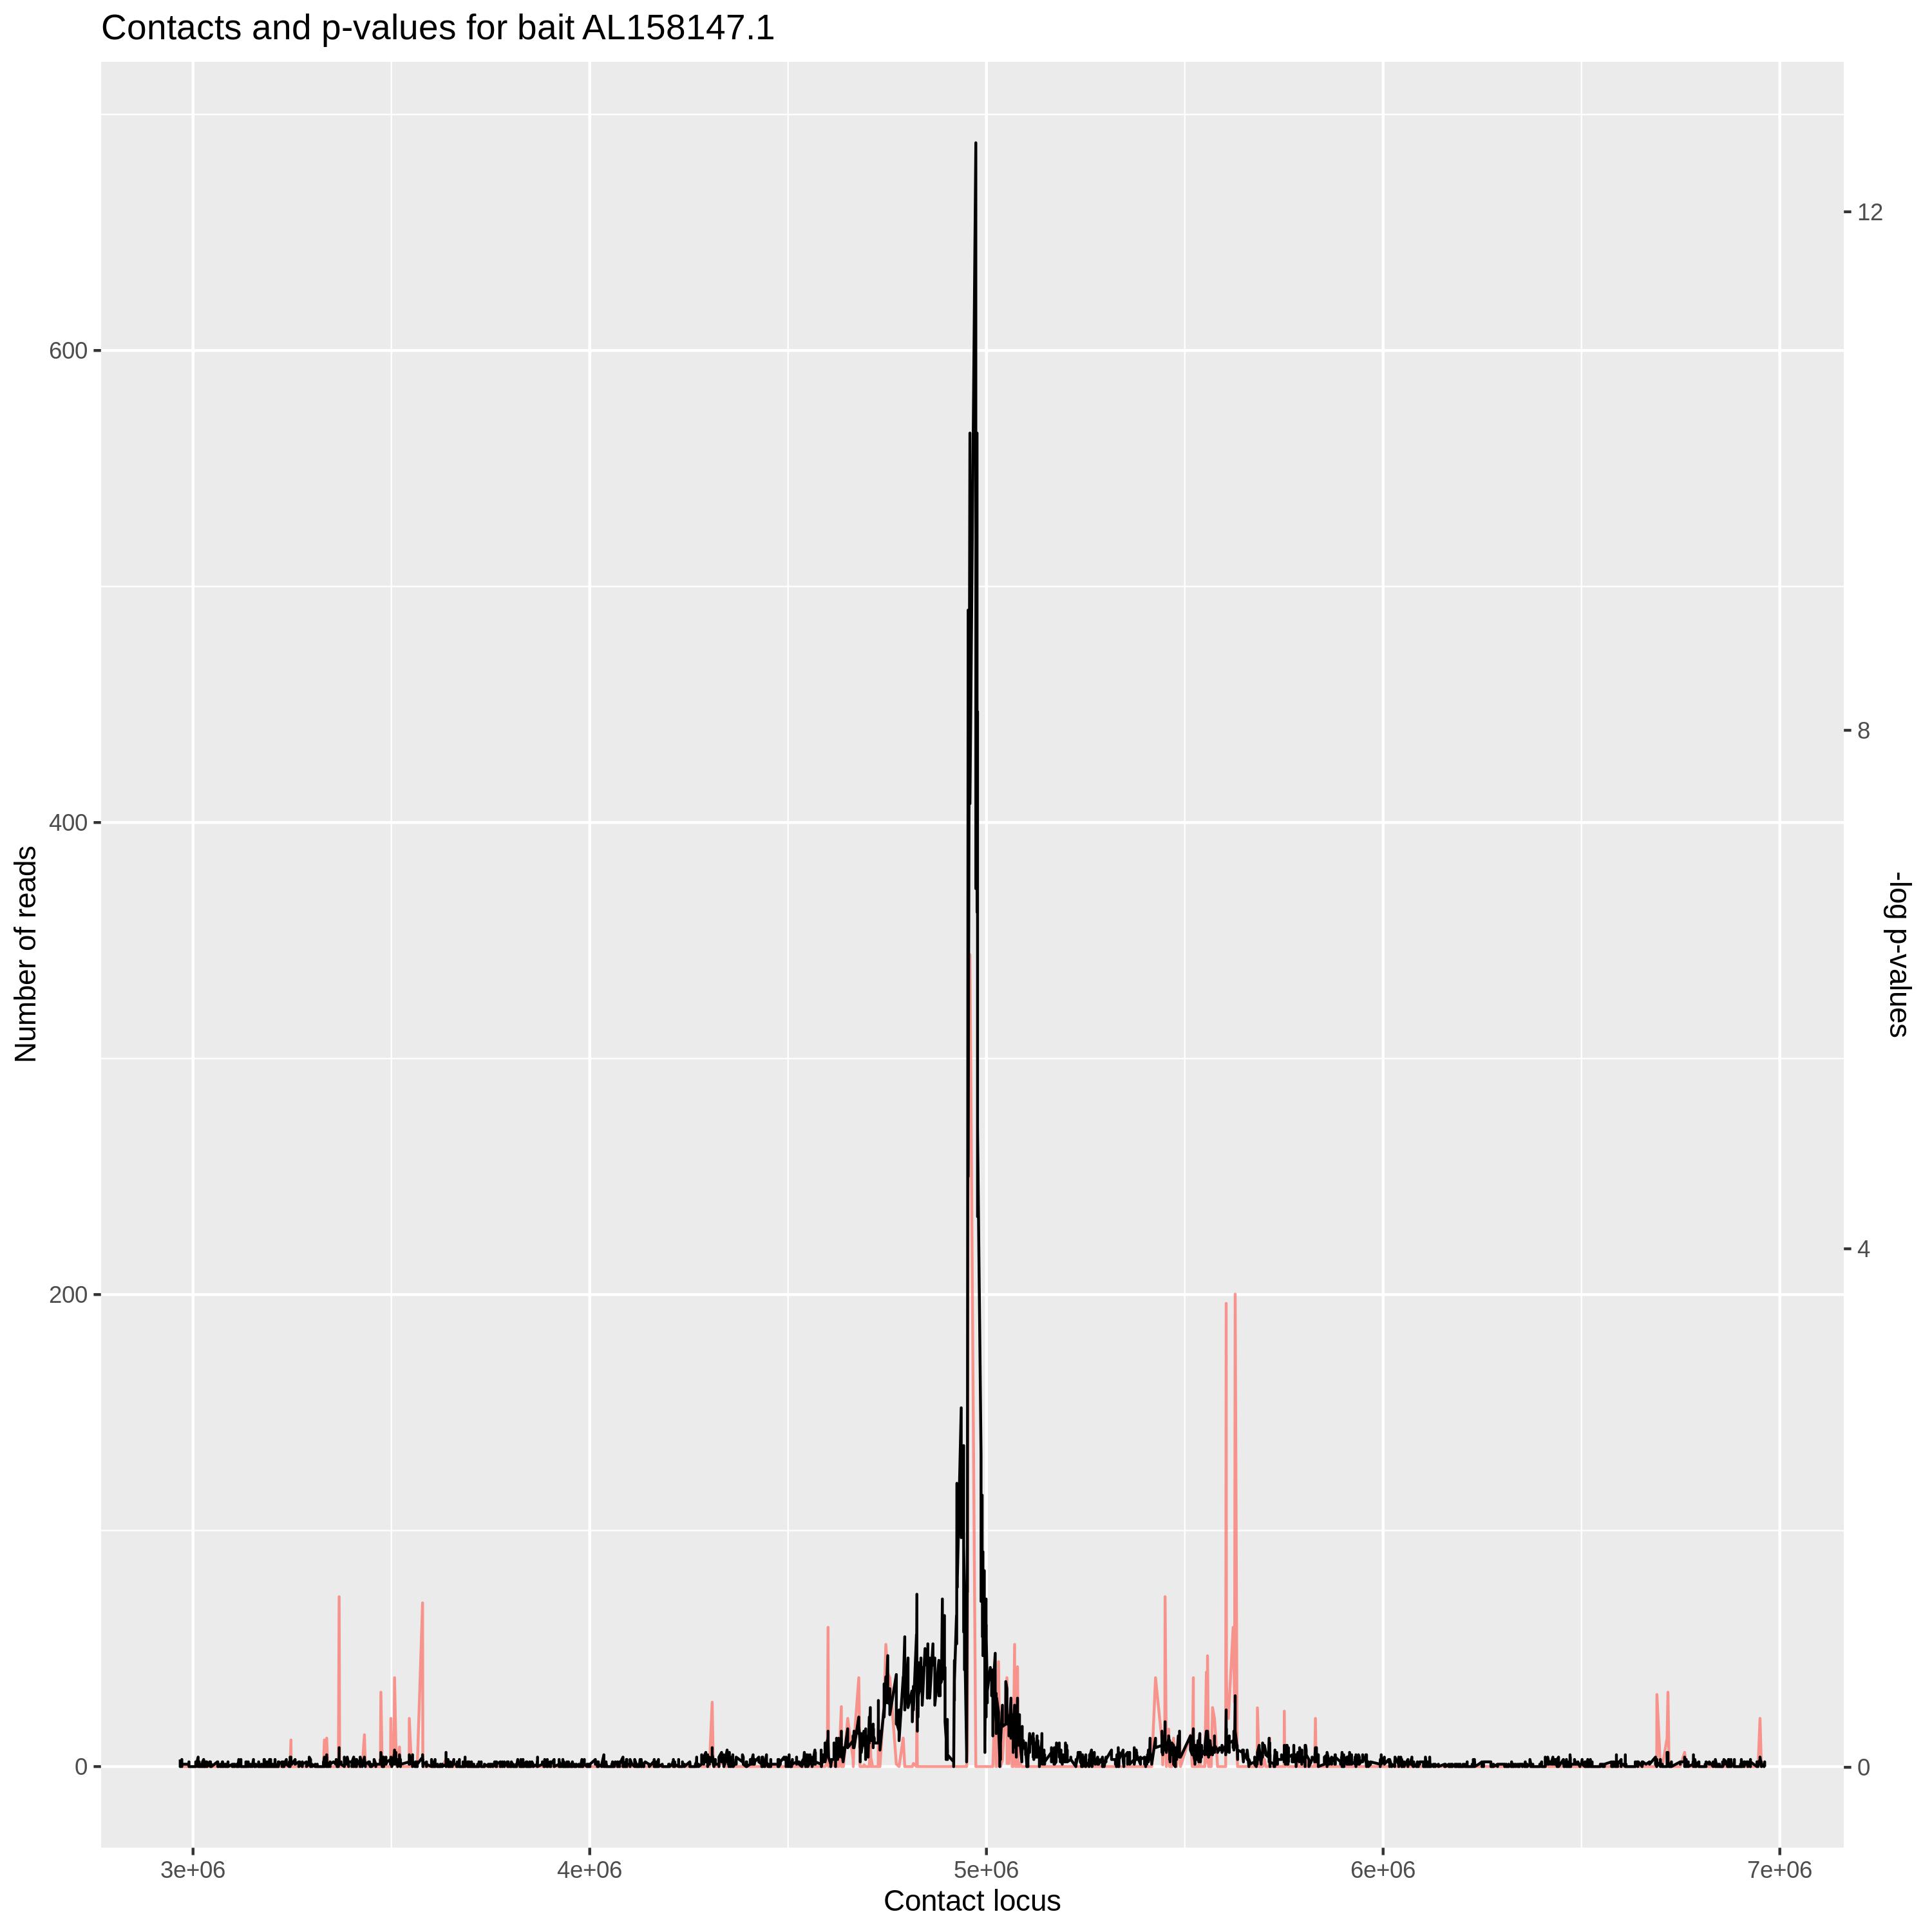 Contacts and p-values for bait AL158147.1
Number of reads
600
400
200
0
12
8
4
0
-log p-values
3e+06 4e+06 5e+06 6e+06 7e+06
Contact locus